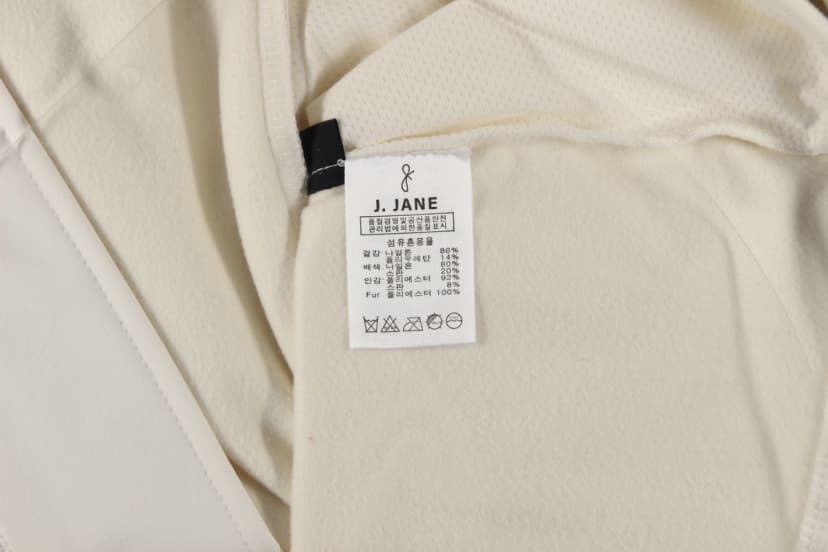 J. JANE
품질경영및공산품안전
관리법에의한품질표시
섬유혼용율
겉감:나일론 86%
폴리우레탄 14%
배색:나일론 80%
스판 20%
안감:폴리에스터 92%
스판 8%
Fur 폴리에스터 100%